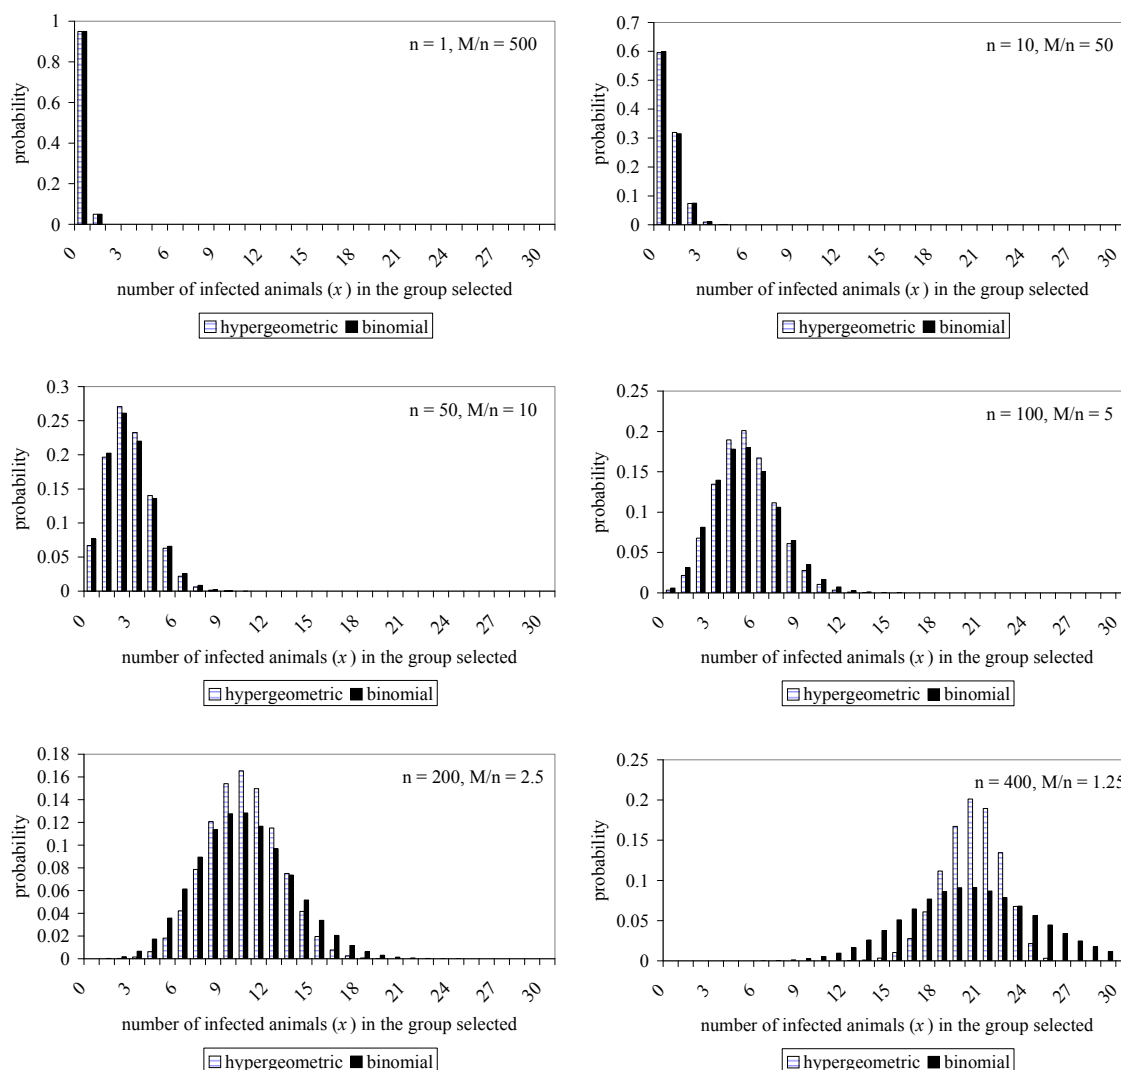 n = 1, M/n = 500
1
0.8
0.6
0.4
0.2
0
probability
0 3 6 9 12 15 18 21 24 27 30
number of infected animals (x ) in the group selected
hypergeometric binomial
n = 10, M/n = 50
0.7
0.6
0.5
0.4
0.3
0.2
0.1
0
probability
0 3 6 9 12 15 18 21 24 27 30
number of infected animals (x ) in the group selected
hypergeometric binomial
n = 50, M/n = 10
0.3
0.25
0.2
0.15
0.1
0.05
0
probability
0 3 6 9 12 15 18 21 24 27 30
number of infected animals (x ) in the group selected
hypergeometric binomial
n = 100, M/n = 5
0.25
0.2
0.15
0.1
0.05
0
probability
0 3 6 9 12 15 18 21 24 27 30
number of infected animals (x ) in the group selected
hypergeometric binomial
n = 200, M/n = 2.5
0.18
0.16
0.14
0.12
0.1
0.08
0.06
0.04
0.02
0
probability
0 3 6 9 12 15 18 21 24 27 30
number of infected animals (x ) in the group selected
hypergeometric binomial
n = 400, M/n = 1.25
0.25
0.2
0.15
0.1
0.05
0
probability
0 3 6 9 12 15 18 21 24 27 30
number of infected animals (x ) in the group selected
hypergeometric binomial